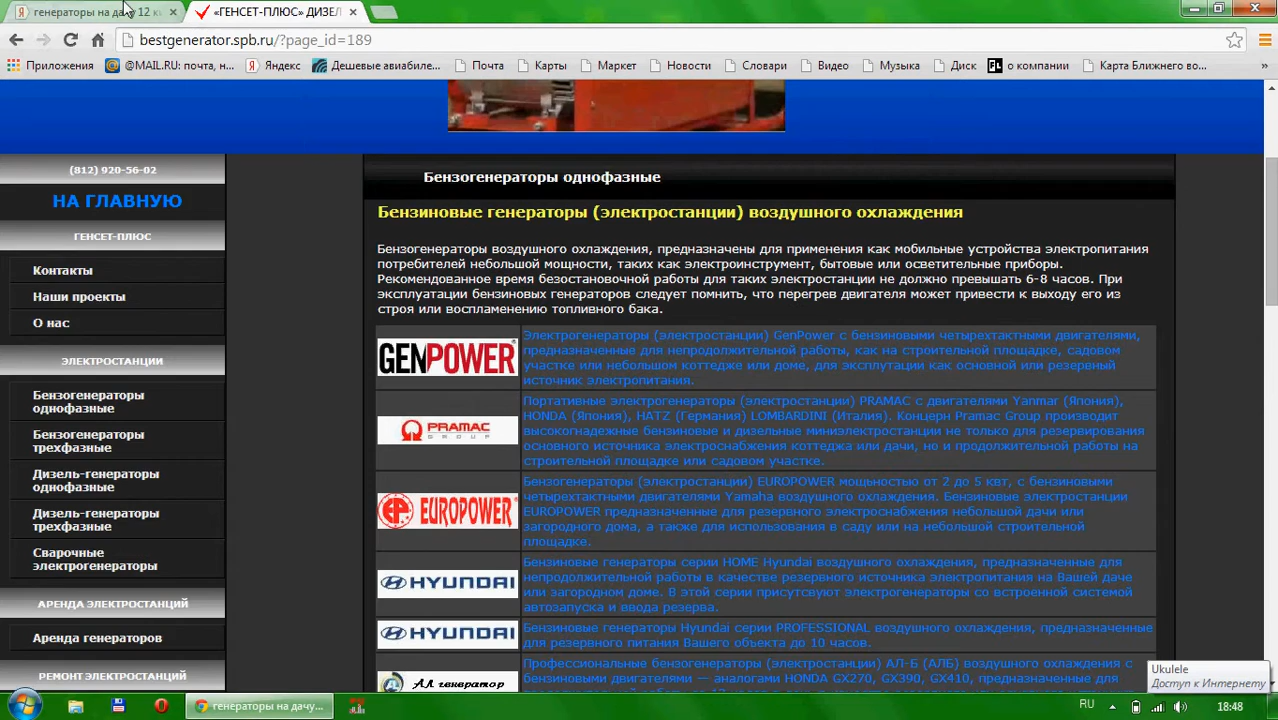 генераторы на дачу 12 к
«ГЕНСЕТ-ПЛЮС» ДИЗЕЛ
bestgenerator.spb.ru/?page_id=189
Приложения
@MAIL.RU: почта, н...
Яндекс
Дешевые авиабиле...
Почта
Карты
Маркет
Новости
Словари
Видео
Музыка
Диск
о компании
Карта Ближнего во...
»
(812) 920-56-02
НА ГЛАВНУЮ
ГЕНСЕТ-ПЛЮС
Контакты
Наши проекты
О нас
ЭЛЕКТРОСТАНЦИИ
Бензогенераторы
однофазные
Бензогенераторы
трехфазные
Дизель-генераторы
однофазные
Дизель-генераторы
трехфазные
Сварочные
электрогенераторы
АРЕНДА ЭЛЕКТРОСТАНЦИЙ
Аренда генераторов
РЕМОНТ ЭЛЕКТРОСТАНЦИЙ
Бензогенераторы однофазные
Бензиновые генераторы (электростанции) воздушного охлаждения
Бензогенераторы воздушного охлаждения, предназначены для применения как мобильные устройства электропитания
потребителей небольшой мощности, таких как электроинструмент, бытовые или осветительные приборы.
Рекомендованное время безостановочной работы для таких электростанции не должно превышать 6-8 часов. При
эксплуатации бензиновых генераторов следует помнить, что перегрев двигателя может привести к выходу его из
строя или воспламенению топливного бака.
GENPOWER
Электрогенераторы (электростанции) GenPower с бензиновыми четырехтактными двигателями,
предназначенные для непродолжительной работы, как на строительной площадке, садовом
участке или небольшом коттедже или доме, для эксплутации как основной или резервный
источник электропитания.
PRAMAC
GROUP
Портативные электрогенераторы (электростанции) PRAMAC с двигателями Yanmar (Япония),
HONDA (Япония), HATZ (Германия) LOMBARDINI (Италия). Концерн Pramac Group производит
высоконадежные бензиновые и дизельные миниэлектростанции не только для резервирования
основного источника электроснабжения коттеджа или дачи, но и продолжительной работы на
строительной площадке или садовом участке.
EUROPOWER
Бензогенераторы (электростанции) EUROPOWER мощьностью от 2 до 5 квт, с бензиновыми
четырехтактными двигателями Yamaha воздушного охлаждения. Бензиновые электростанции
EUROPOWER предназначенные для резервного электроснабжения небольшой дачи или
загородного дома, а также для использования в саду или на небольшой строительной
площадке.
HYUNDAI
Бензиновые генераторы серии HOME Hyundai воздушного охлаждения, предназначенные для
непродолжительной работы в качестве резервного источника электропитания на Вашей даче
или загородном доме. В этой серии присутсвуют электрогенераторы со встроенной системой
автозапуска и ввода резерва.
HYUNDAI
Бензиновые генераторы Hyundai серии PROFESSIONAL воздушного охлаждения, предназначенные
для резервного питания Вашего объекта до 10 часов.
АЛ генератор
Профессиональные бензогенераторы (электростанции) АЛ-Б (АЛБ) воздушного охлаждения с
бензиновыми двигателями — аналогами HONDA GX270, GX390, GX410, предназначенные для
Ukulele
Доступ к Интернету
генераторы на дачу...
RU
18:48